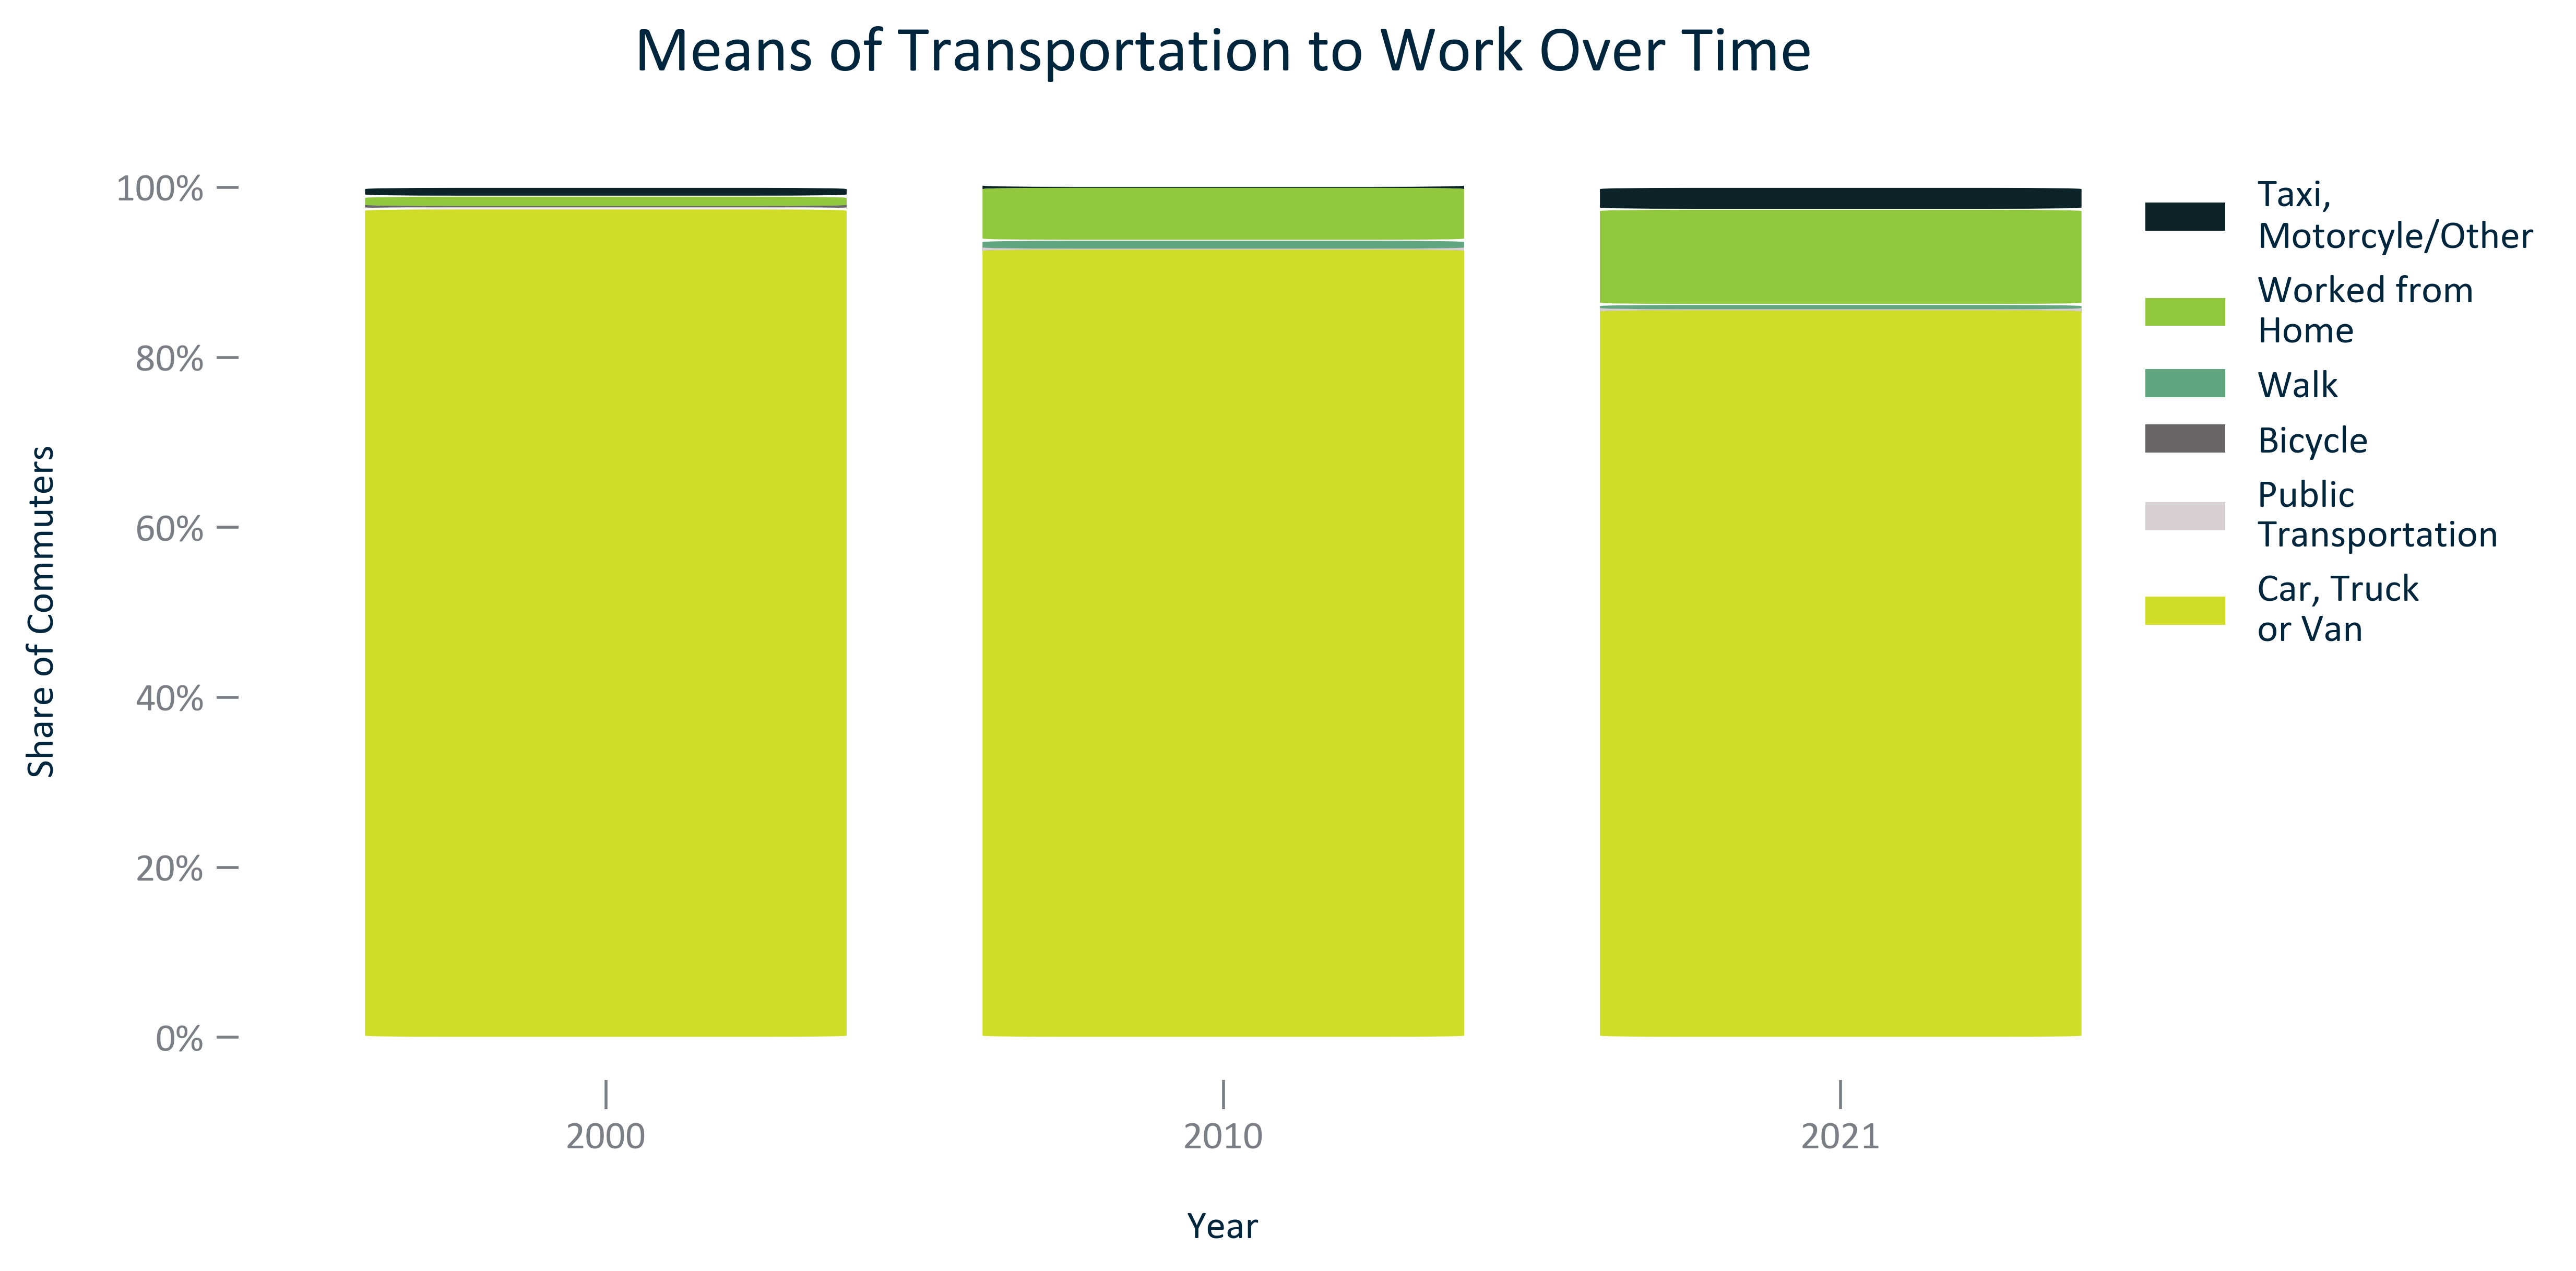 Means of Transportation to Work Over Time
Share of Commuters
100%
80%
60%
40%
20%
0%
2000
2010
2021
Year
Taxi,
Motorcyle/Other
Worked from
Home
Walk
Bicycle
Public
Transportation
Car, Truck
or Van